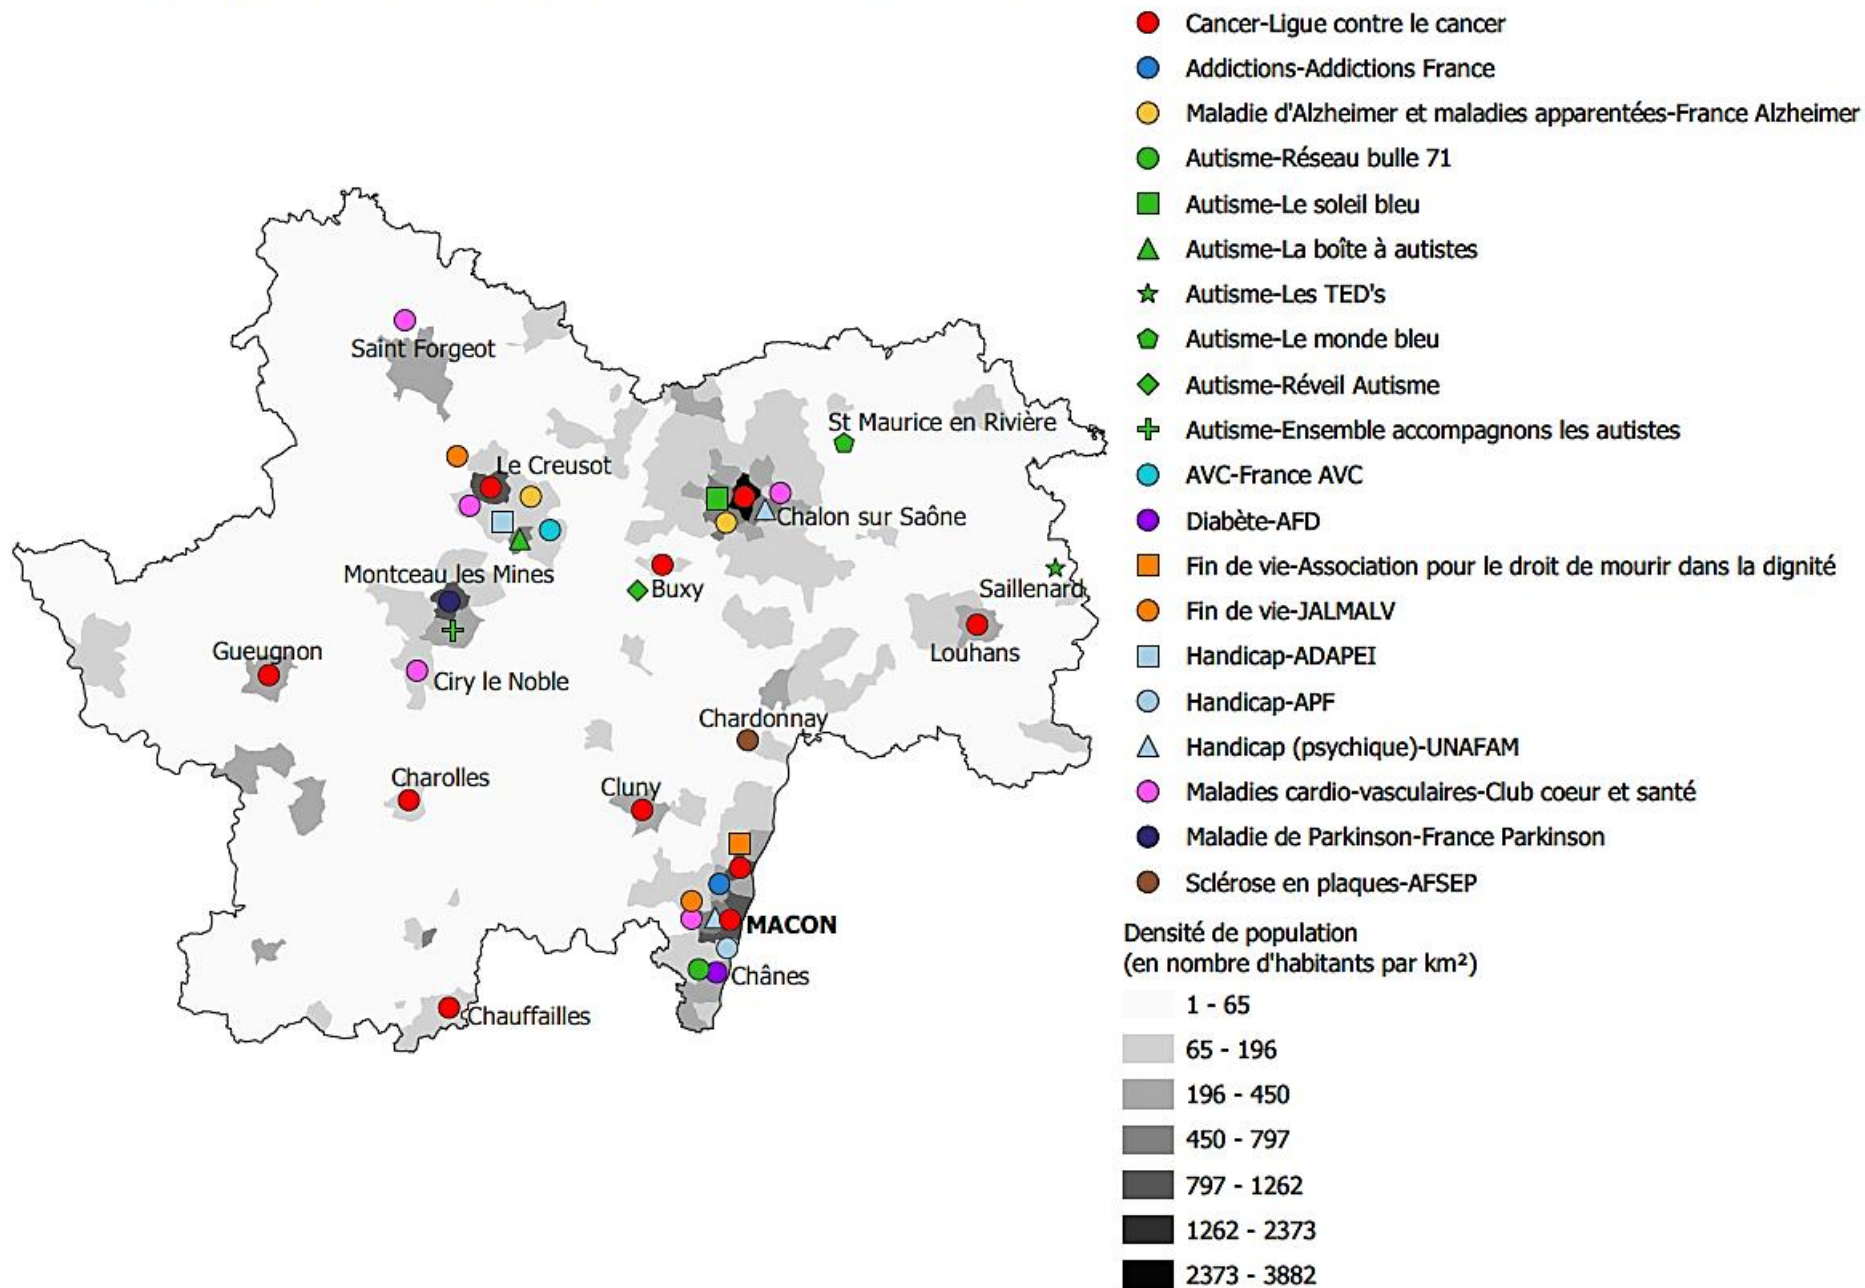 Cancer-Ligue contre le cancer
Addictions-Addictions France
Maladie d'Alzheimer et maladies apparentées-France Alzheimer
Autisme-Réseau bulle 71
Autisme-Le soleil bleu
Autisme-La boîte à autistes
Autisme-Les TED's
Autisme-Le monde bleu
Autisme-Réveil Autisme
Autisme-Ensemble accompagnons les autistes
AVC-France AVC
Diabète-AFD
Fin de vie-Association pour le droit de mourir dans la dignité
Fin de vie-JALMALV
Handicap-ADAPEI
Handicap-APF
Handicap (psychique)-UNAFAM
Maladies cardio-vasculaires-Club coeur et santé
Maladie de Parkinson-France Parkinson
Sclérose en plaques-AFSEP
Densité de population
(en nombre d'habitants par km²)
1 - 65
65 - 196
196 - 450
450 - 797
797 - 1262
1262 - 2373
2373 - 3882
Saint Forgeot
St Maurice en Rivière
Le Creusot
Chalon sur Saône
Montceau les Mines
Buxy
Saillenard
Gueugnon
Louhans
Ciry le Noble
Chardonnay
Charolles
Cluny
MACON
Chânes
Chauffailles